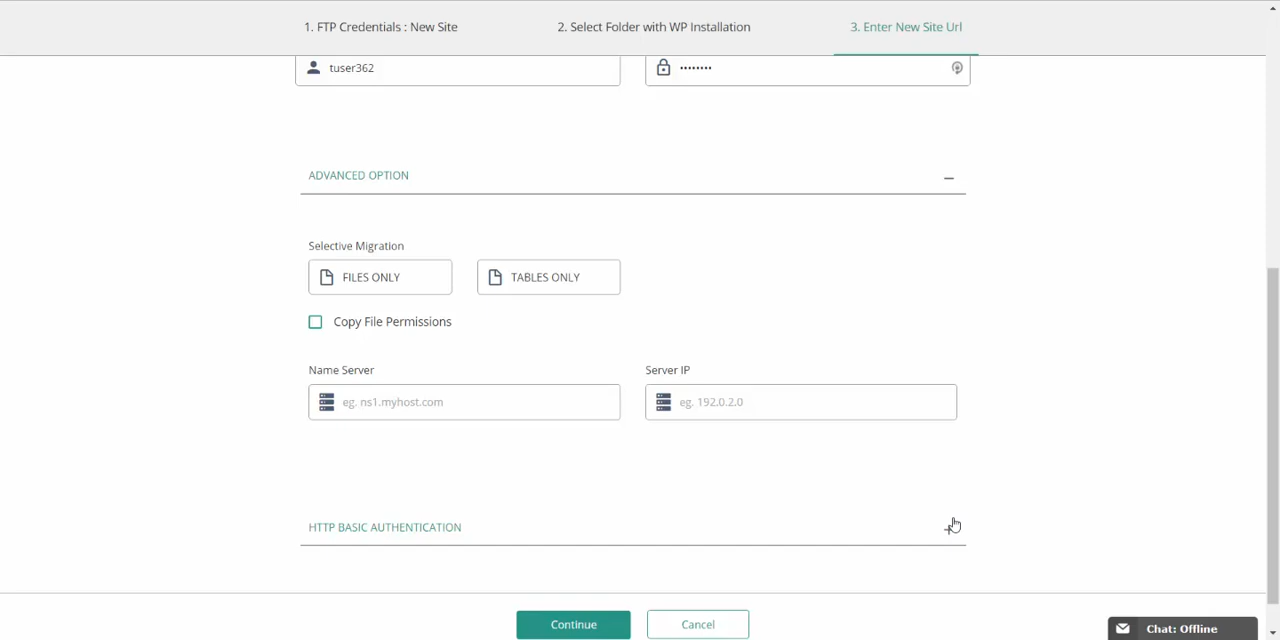 1. FTP Credentials : New Site 2. Select Folder with WP Installation 3. Enter New Site Url
tuser362 ••••••••
ADVANCED OPTION
Selective Migration
FILES ONLY TABLES ONLY
Copy File Permissions
Name Server Server IP
eg. ns1.myhost.com eg. 192.0.2.0
HTTP BASIC AUTHENTICATION
Continue Cancel
Chat: Offline